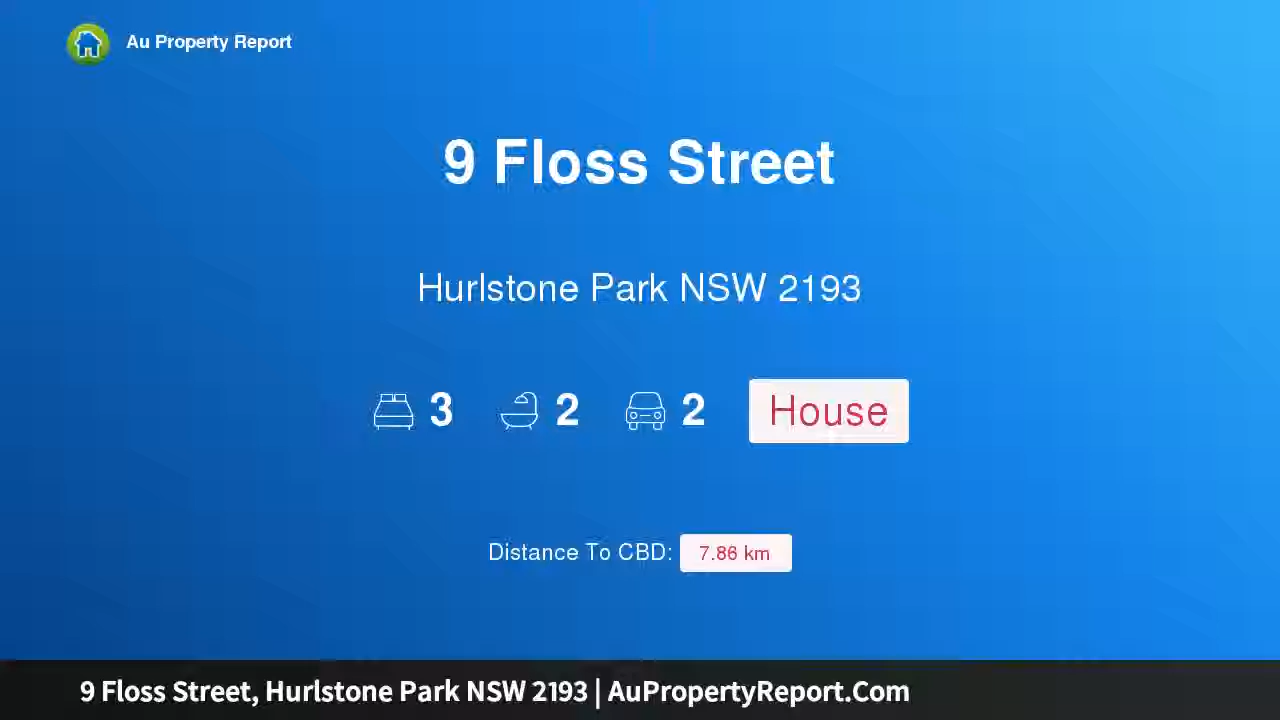 Au Property Report
9 Floss Street
Hurlstone Park NSW 2193
3 2 2 House
Distance To CBD: 7.86 km
9 Floss Street, Hurlstone Park NSW 2193 | AuPropertyReport.Com